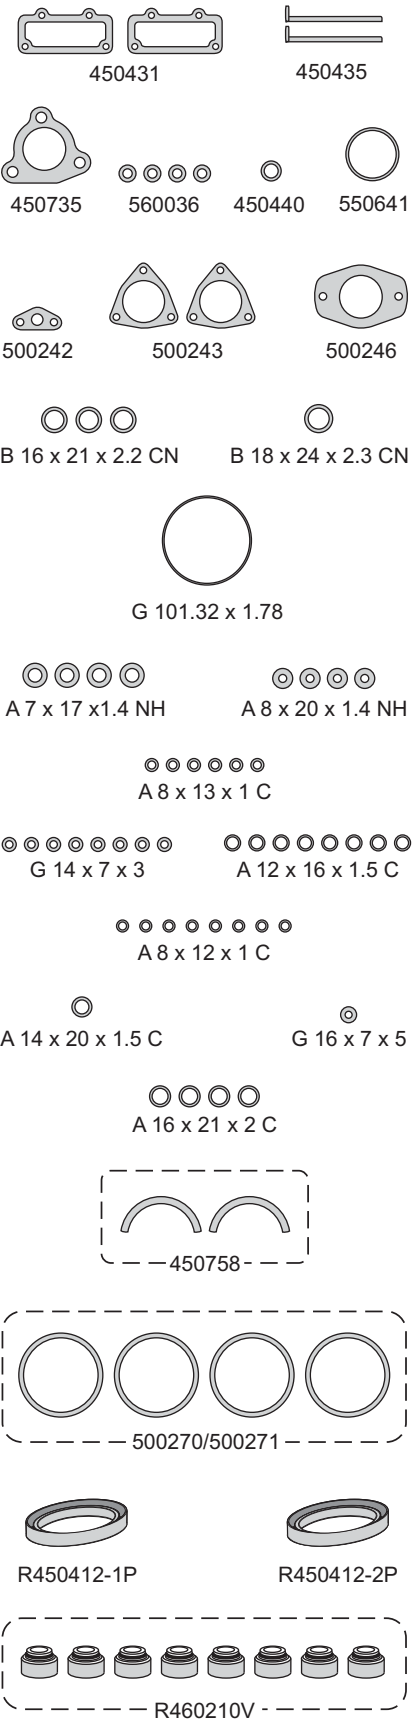 450431
450435
450735
560036
450440
550641
500242
500243
500246
B 16 x 21 x 2.2 CN
B 18 x 24 x 2.3 CN
G 101.32 x 1.78
A 7 x 17 x1.4 NH
A 8 x 20 x 1.4 NH
A 8 x 13 x 1 C
G 14 x 7 x 3
A 12 x 16 x 1.5 C
A 8 x 12 x 1 C
A 14 x 20 x 1.5 C
G 16 x 7 x 5
A 16 x 21 x 2 C
450758
500270/500271
R450412-1P
R450412-2P
R460210V